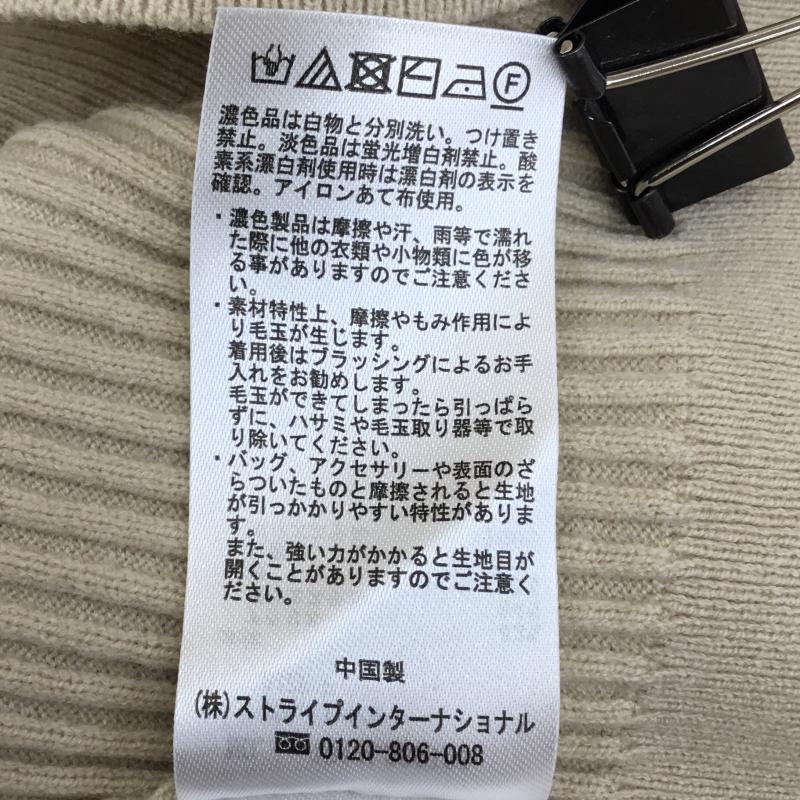 F
濃色品は白物と分別洗い。つけ置き
禁止。淡色品は蛍光増白剤禁止。酸
素系漂白剤使用時は漂白剤の表示を
確認。アイロンあて布使用。
・濃色製品は摩擦や汗、雨等で濡れ
た際に他の衣類や小物類に色が移
る事がありますのでご注意くださ
い。
・素材特性上、摩擦やもみ作用によ
り毛玉が生じます。
着用後はブラッシングによるお手
入れをお勧めします。
毛玉ができてしまったら引っぱら
ずに、ハサミや毛玉取り器等で取
り除いてください。
・バッグ、アクセサリーや表面のざ
らついたものと摩擦されると生地
が引っかかりやすい特性がありま
す。
また、強い力がかかると生地目が
開くことがありますのでご注意く
ださい。
中国製
(株)ストライプインターナショナル
0120-806-008